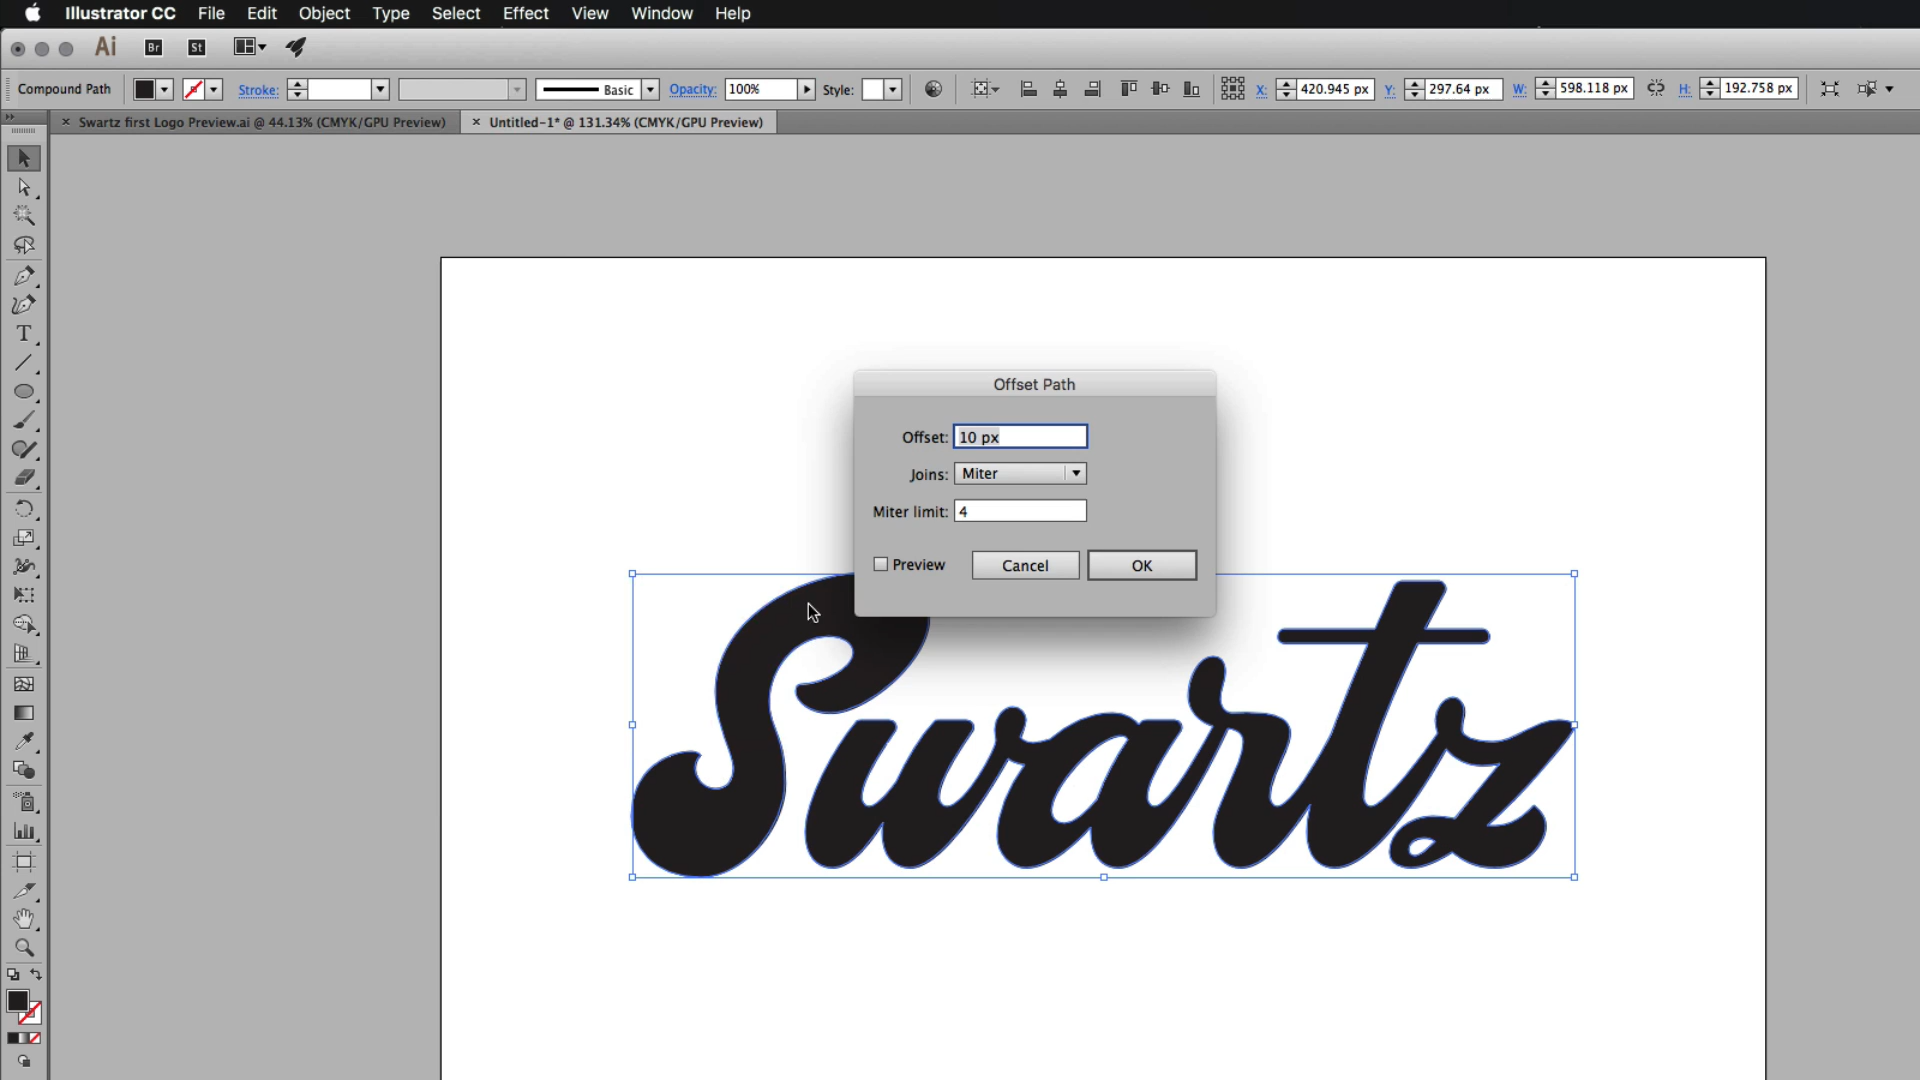 Illustrator CC File Edit Object Type Select Effect View Window Help
Ai Br St
Compound Path Stroke: Basic Opacity: 100% Style: X: 420.945 px Y: 297.64 px W: 598.118 px H: 192.758 px
× Swartz first Logo Preview.ai @ 44.13% (CMYK/GPU Preview) × Untitled-1* @ 131.34% (CMYK/GPU Preview)
Offset Path
Offset: 10 px
Joins: Miter
Miter limit: 4
Preview Cancel OK
Swartz